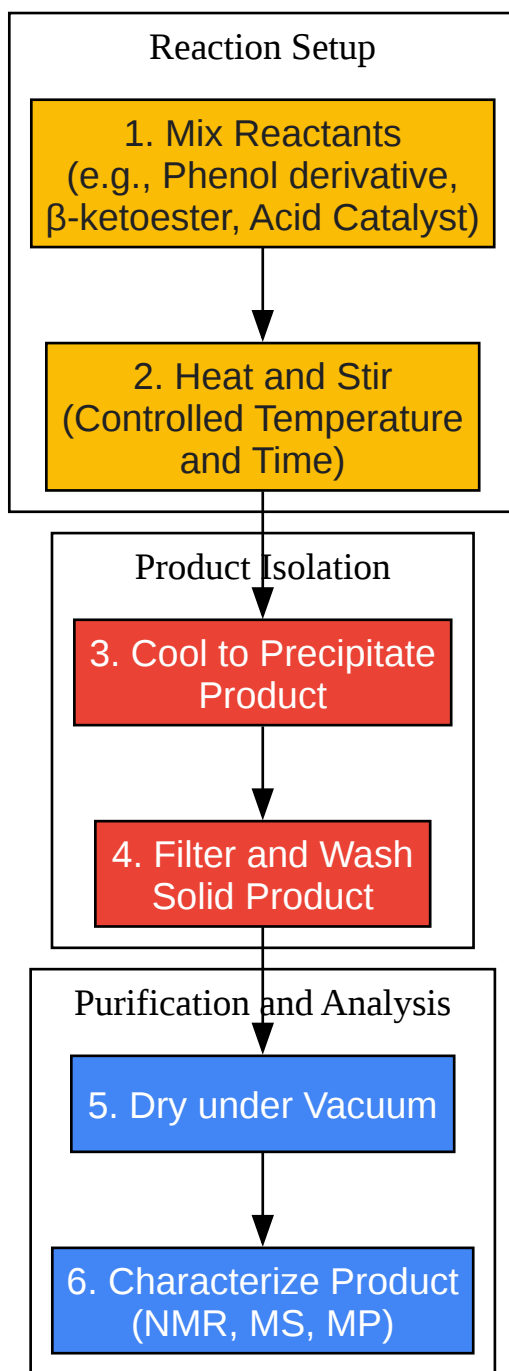 Reaction Setup
1. Mix Reactants
(e.g., Phenol derivative,
β-ketoester, Acid Catalyst)
2. Heat and Stir
(Controlled Temperature
and Time)
Product Isolation
3. Cool to Precipitate
Product
4. Filter and Wash
Solid Product
Purification and Analysis
5. Dry under Vacuum
6. Characterize Product
(NMR, MS, MP)